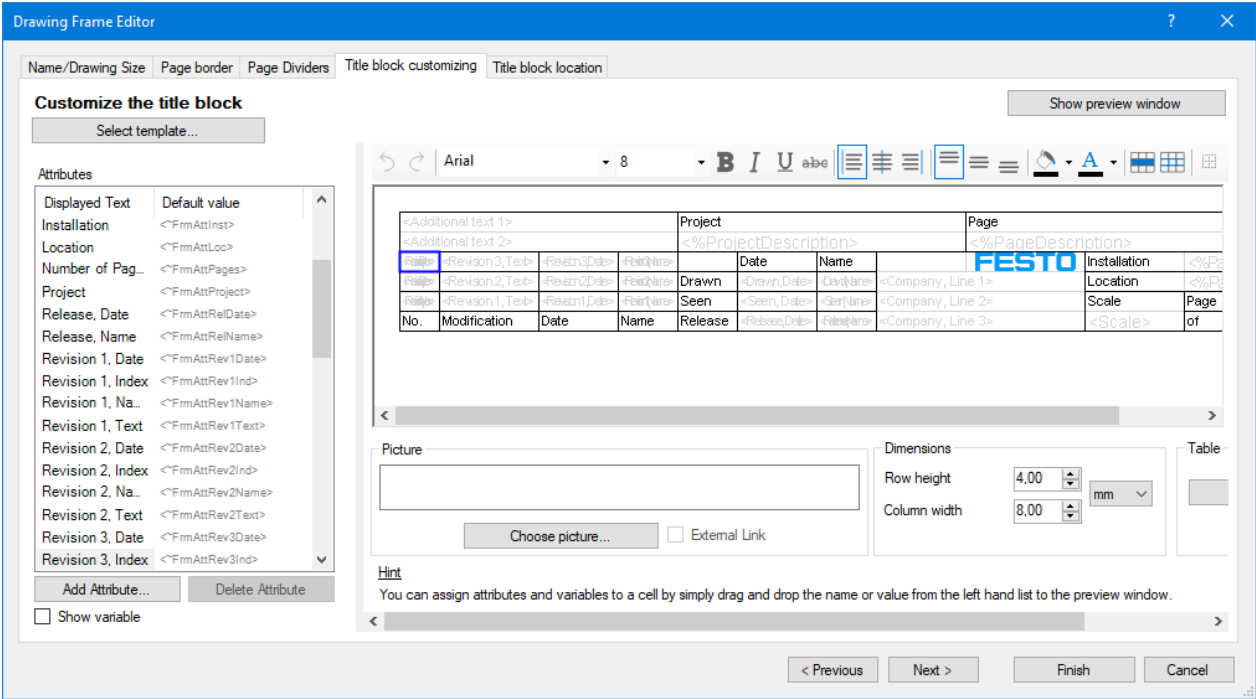 Drawing Frame Editor
?
Name/Drawing Size Page border Page Dividers Title block customizing Title block location
Customize the title block
Show preview window
Select template...
Arial 8 B I U abc A
Attributes
Displayed Text Default value
Installation <~FrmAttInst>
Location <~FrmAttLoc>
Number of Pag... <~FrmAttPages>
Project <~FrmAttProject>
Release, Date <~FrmAttRelDate>
Release, Name <~FrmAttRelName>
Revision 1, Date <~FrmAttRev1Date>
Revision 1, Index <~FrmAttRev1Ind>
Revision 1, Na... <~FrmAttRev1Name>
Revision 1, Text <~FrmAttRev1Text>
Revision 2, Date <~FrmAttRev2Date>
Revision 2, Index <~FrmAttRev2Ind>
Revision 2, Na... <~FrmAttRev2Name>
Revision 2, Text <~FrmAttRev2Text>
Revision 3, Date <~FrmAttRev3Date>
Revision 3, Index <~FrmAttRev3Ind>
Add Attribute... Delete Attribute
Show variable
<Additional text 1> Project Page
<Additional text 2> <%ProjectDescription> <%PageDescription>
<Revision 3, Text> Date Name FESTO Installation
<Revision 2, Text> Drawn <Drawn, Date> <Company, Line 1> Location
<Revision 1, Text> Seen <Seen, Date> <Company, Line 2> Scale Page
No. Modification Date Name Release <Release, Date> <Company, Line 3> <Scale> of
Picture
Choose picture... External Link
Dimensions
Row height 4,00
mm
Column width 8,00
Table
Hint
You can assign attributes and variables to a cell by simply drag and drop the name or value from the left hand list to the preview window.
< Previous Next > Finish Cancel